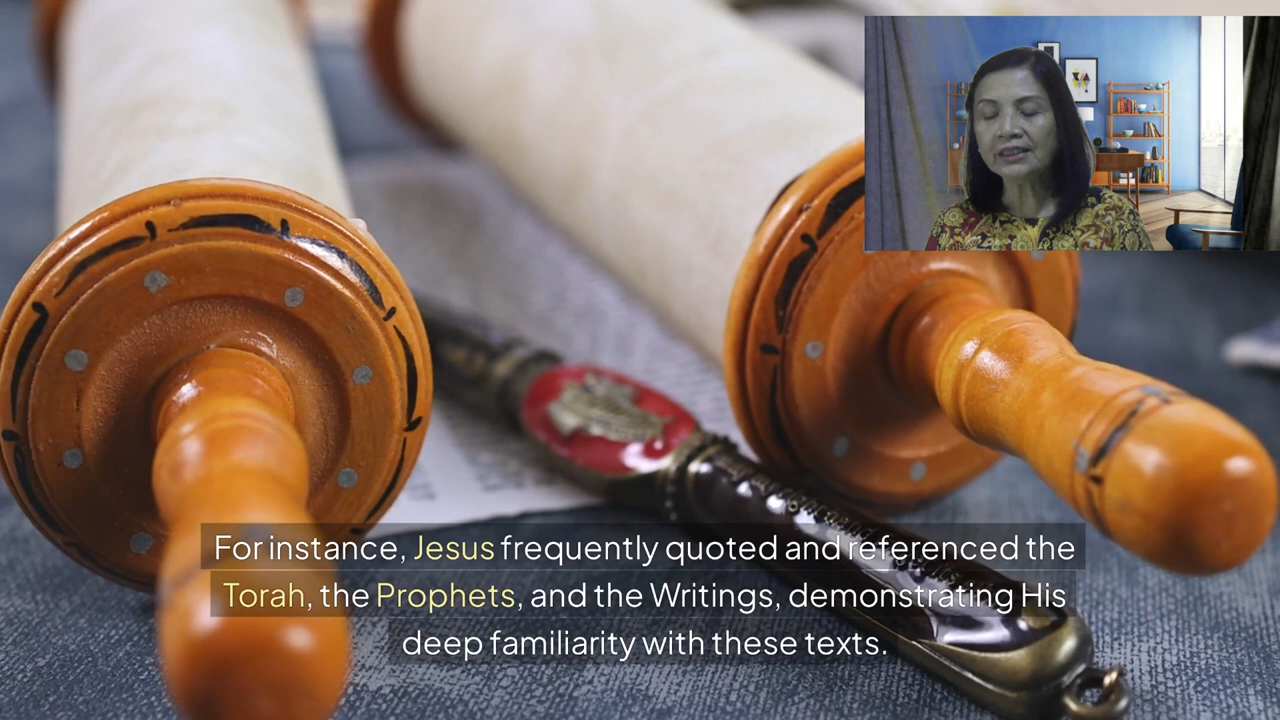 For instance, Jesus frequently quoted and referenced the
Torah, the Prophets, and the Writings, demonstrating His
deep familiarity with these texts.